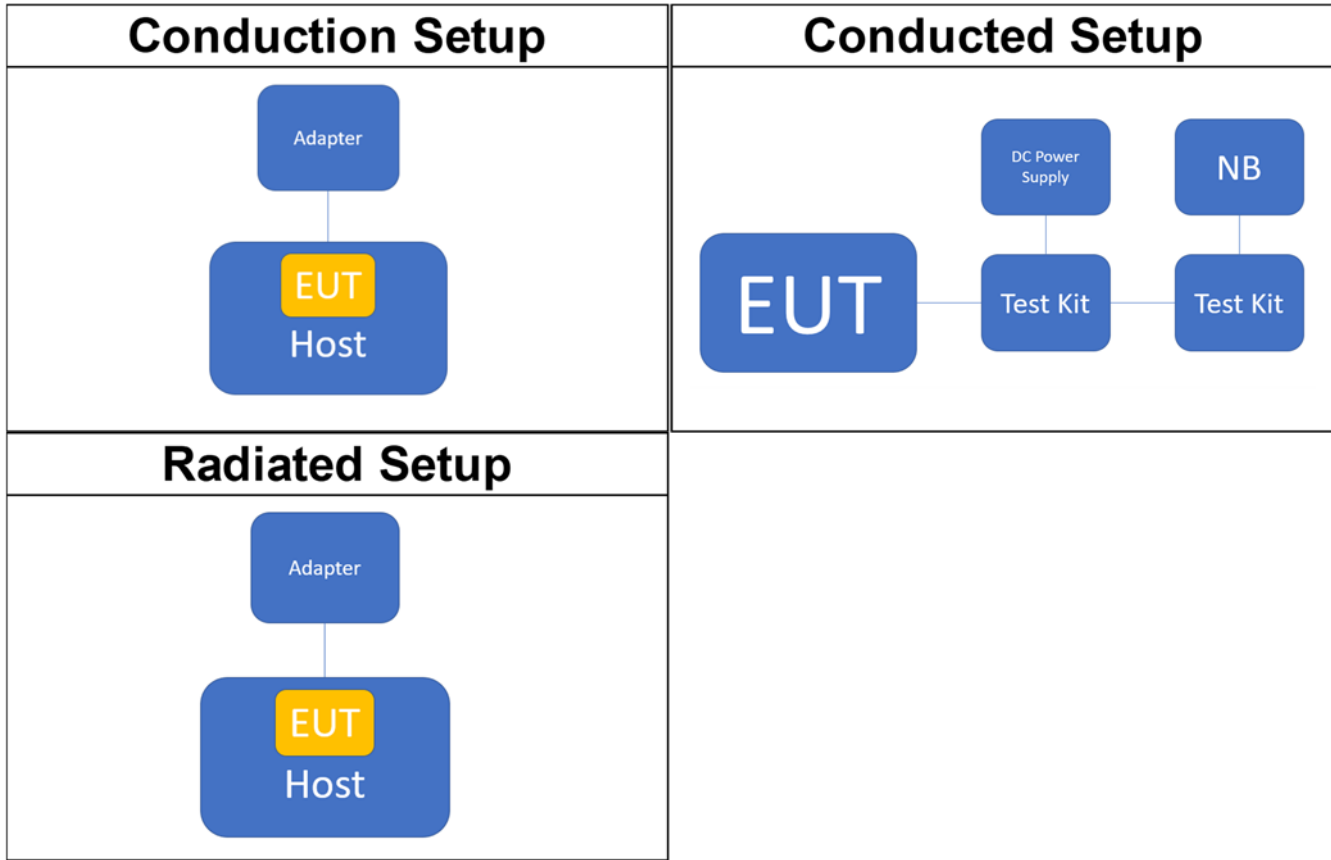 Conduction Setup
Adapter
EUT
Host
Conducted Setup
DC Power
Supply
NB
EUT
Test Kit
Test Kit
Radiated Setup
Adapter
EUT
Host